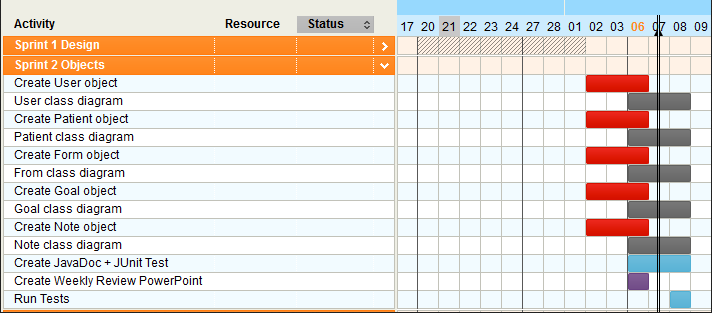 Activity Resource Status 17 20 21 22 23 24 27 28 01 02 03 06 07 08 09
Sprint 1 Design
Sprint 2 Objects
Create User object
User class diagram
Create Patient object
Patient class diagram
Create Form object
From class diagram
Create Goal object
Goal class diagram
Create Note object
Note class diagram
Create JavaDoc + JUnit Test
Create Weekly Review PowerPoint
Run Tests